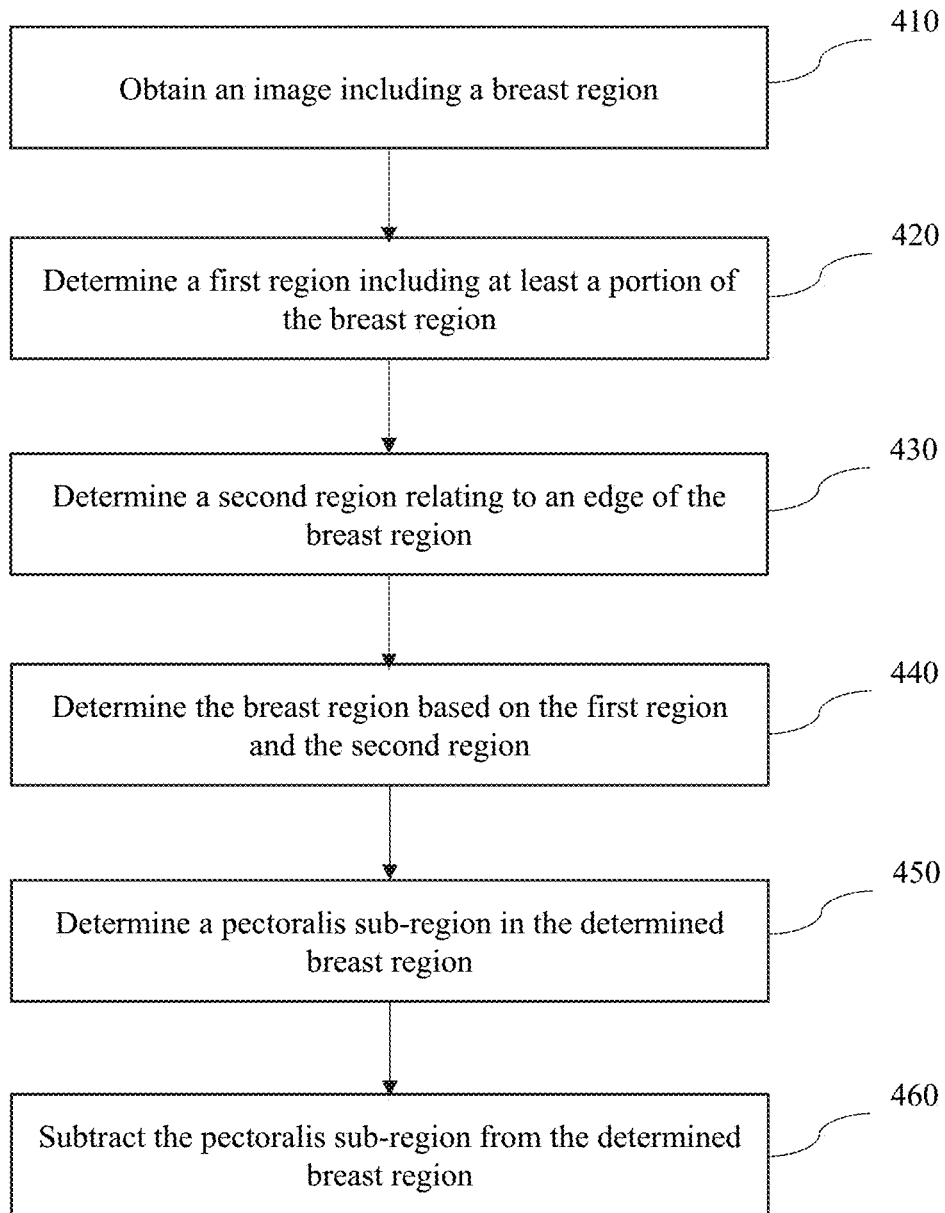 410
Obtain an image including a breast region
420
Determine a first region including at least a portion of
the breast region
430
Determine a second region relating to an edge of the
breast region
440
Determine the breast region based on the first region
and the second region
450
Determine a pectoralis sub-region in the determined
breast region
460
Subtract the pectoralis sub-region from the determined
breast region